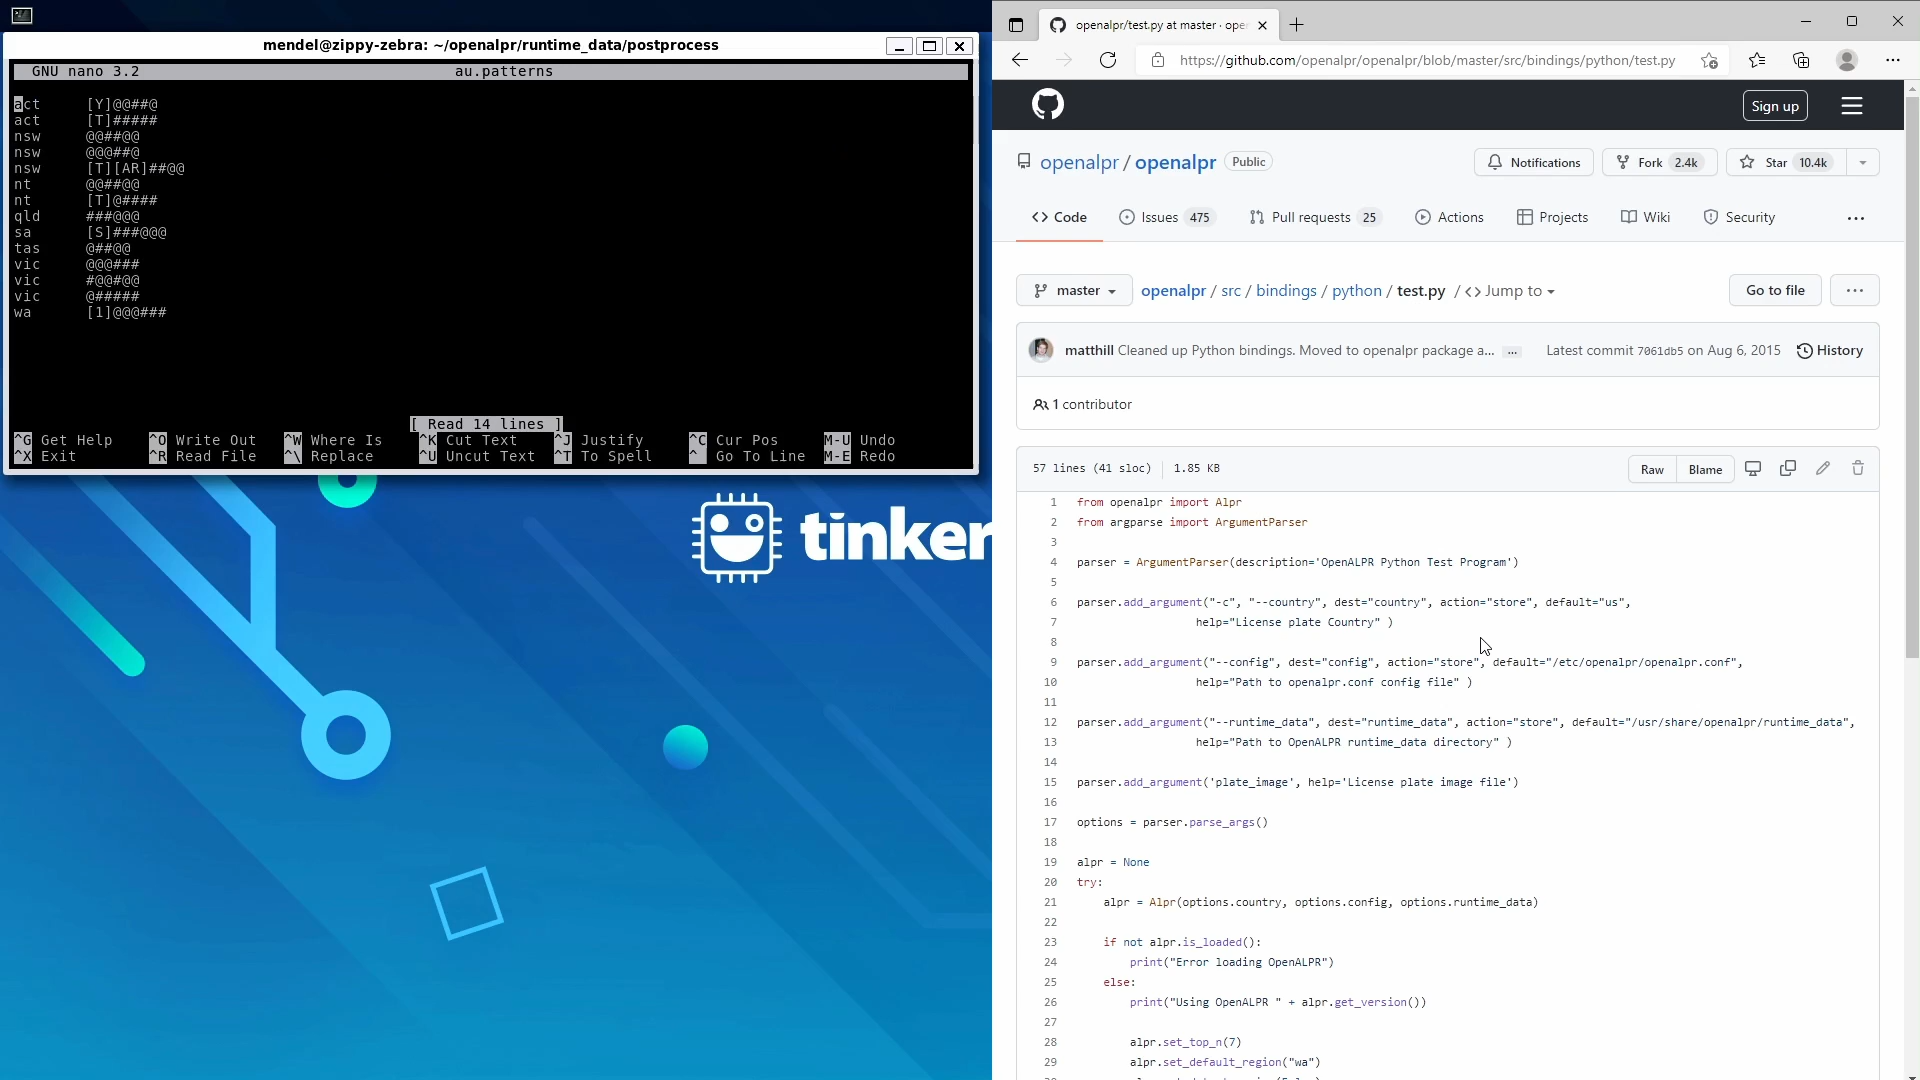 mendel@zippy-zebra: ~/openalpr/runtime_data/postprocess
GNU nano 3.2 au.patterns
act [Y]@@##@
act [T]#####
nsw @@##@@
nsw @@@##@
nsw [T][AR]##@@
nt @@##@@
nt [T]@####
qld ###@@@
sa [S]###@@@
tas @##@@
vic @@@###
vic #@@#@@
vic @#####
wa [1]@@@###
[ Read 14 lines ]
^G Get Help ^O Write Out ^W Where Is ^K Cut Text ^J Justify ^C Cur Pos M-U Undo
^X Exit ^R Read File ^\ Replace ^U Uncut Text ^T To Spell ^_ Go To Line M-E Redo
tinker
openalpr/test.py at master · open
https://github.com/openalpr/openalpr/blob/master/src/bindings/python/test.py
Sign up
openalpr / openalpr Public
Notifications Fork 2.4k Star 10.4k
Code Issues 475 Pull requests 25 Actions Projects Wiki Security ...
master openalpr / src / bindings / python / test.py / <> Jump to Go to file ...
matthill Cleaned up Python bindings. Moved to openalpr package a... ... Latest commit 7061db5 on Aug 6, 2015 History
1 contributor
57 lines (41 sloc) 1.85 KB Raw Blame
1 from openalpr import Alpr
2 from argparse import ArgumentParser
3
4 parser = ArgumentParser(description='OpenALPR Python Test Program')
5
6 parser.add_argument("-c", "--country", dest="country", action="store", default="us",
7 help="License plate Country" )
8
9 parser.add_argument("--config", dest="config", action="store", default="/etc/openalpr/openalpr.conf",
10 help="Path to openalpr.conf config file" )
11
12 parser.add_argument("--runtime_data", dest="runtime_data", action="store", default="/usr/share/openalpr/runtime_data",
13 help="Path to OpenALPR runtime_data directory" )
14
15 parser.add_argument('plate_image', help='License plate image file')
16
17 options = parser.parse_args()
18
19 alpr = None
20 try:
21 alpr = Alpr(options.country, options.config, options.runtime_data)
22
23 if not alpr.is_loaded():
24 print("Error loading OpenALPR")
25 else:
26 print("Using OpenALPR " + alpr.get_version())
27
28 alpr.set_top_n(7)
29 alpr.set_default_region("wa")